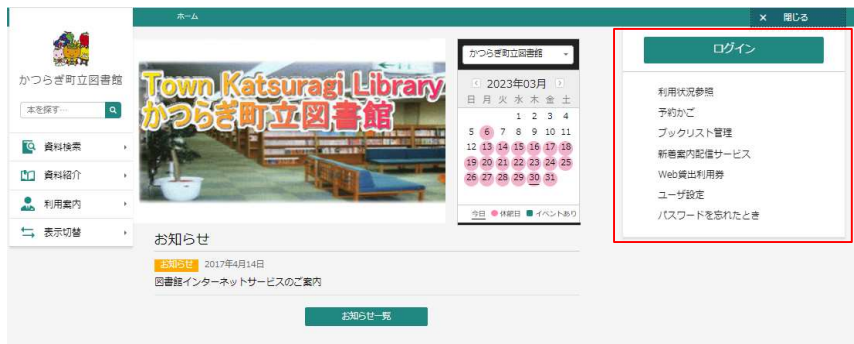 ホーム
× 閉じる
かつらぎ町立図書館
本を探す…
資料検索
資料紹介
利用案内
表示切替
Town Katsuragi Library
かつらぎ町立図書館
かつらぎ町立図書館
2023年03月
日 月 火 水 木 金 土
1 2 3 4
5 6 7 8 9 10 11
12 13 14 15 16 17 18
19 20 21 22 23 24 25
26 27 28 29 30 31
今日 休館日 イベントあり
お知らせ
お知らせ 2017年4月14日
図書館インターネットサービスのご案内
お知らせ一覧
ログイン
利用状況参照
予約かご
ブックリスト管理
新着案内配信サービス
Web貸出利用券
ユーザ設定
パスワードを忘れたとき